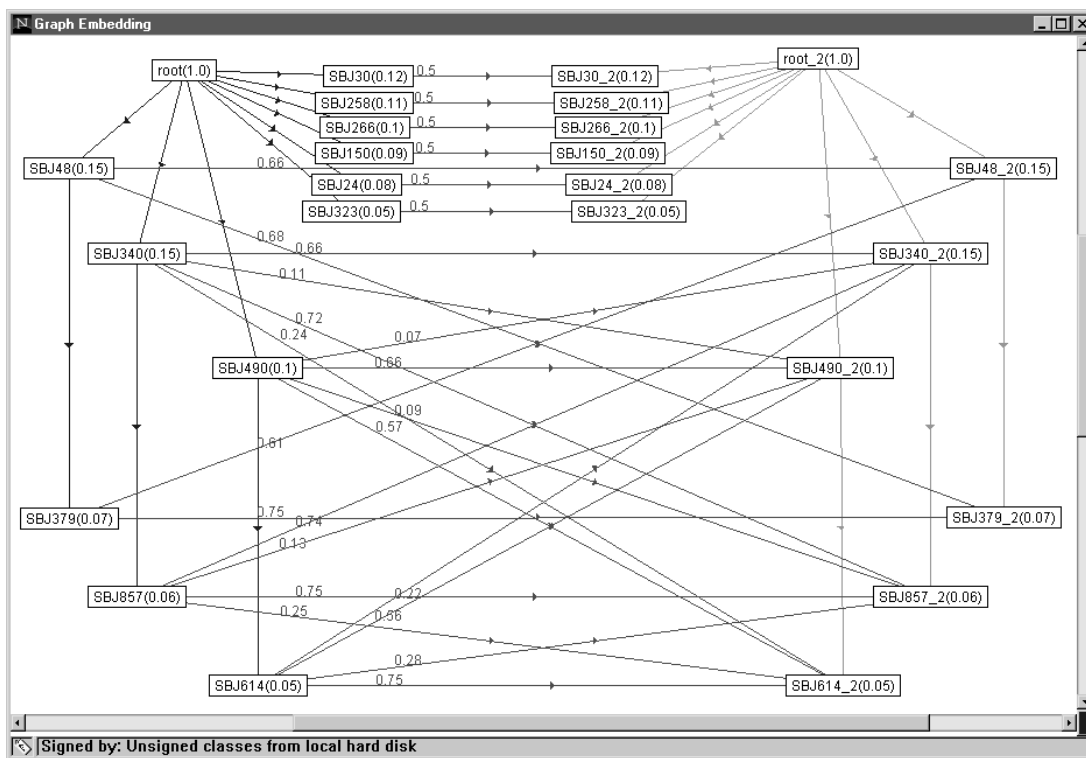 Graph Embedding
root(1.0)
root_2(1.0)
SBJ30(0.12)
0.5
SBJ30_2(0.12)
SBJ258(0.11)
0.5
SBJ258_2(0.11)
SBJ266(0.1)
0.5
SBJ266_2(0.1)
SBJ150(0.09)
0.5
SBJ150_2(0.09)
SBJ48(0.15)
0.66
SBJ48_2(0.15)
SBJ24(0.08)
0.5
SBJ24_2(0.08)
SBJ323(0.05)
0.5
SBJ323_2(0.05)
0.68
0.66
SBJ340(0.15)
SBJ340_2(0.15)
0.11
0.72
0.24
0.07
SBJ490(0.1)
0.66
SBJ490_2(0.1)
0.09
0.57
0.61
0.75
SBJ379(0.07)
SBJ379_2(0.07)
0.74
0.13
0.75
0.22
SBJ857(0.06)
SBJ857_2(0.06)
0.25
0.56
0.28
SBJ614(0.05)
0.75
SBJ614_2(0.05)
Signed by: Unsigned classes from local hard disk